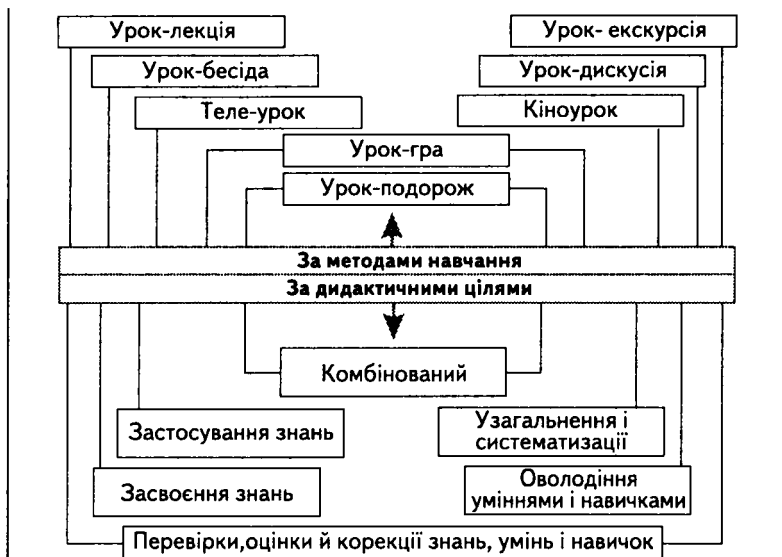 Урок-лекція
Урок- екскурсія
Урок-бесіда
Урок-дискусія
Теле-урок
Кіноурок
Урок-гра
Урок-подорож
За методами навчання
За дидактичними цілями
Комбінований
Застосування знань
Узагальнення і
систематизації
Засвоєння знань
Оволодіння
уміннями і навичками
Перевірки,оцінки й корекції знань, умінь і навичок